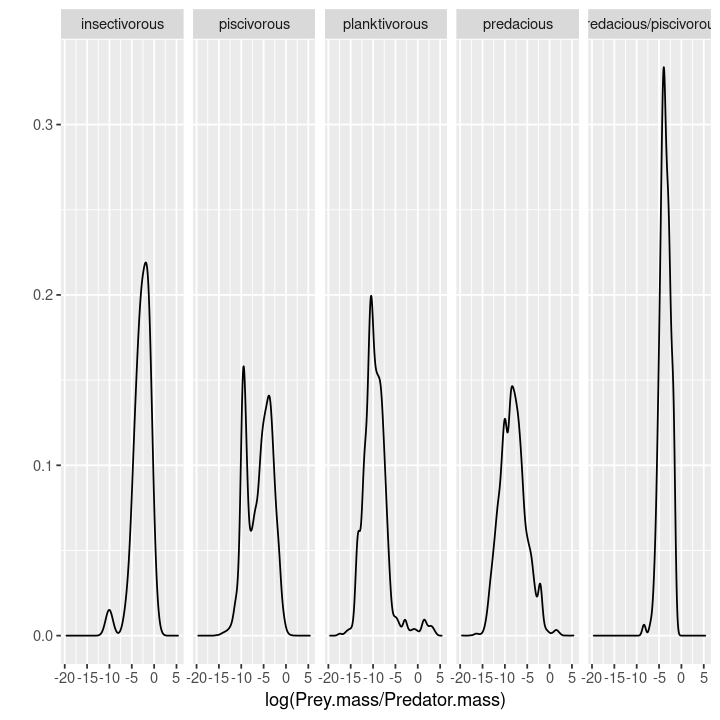 insectivorous piscivorous planktivorous predacious redacious/piscivorou
0.3
0.2
0.1
0.0
-20 -15 -10 -5 0 5 -20 -15 -10 -5 0 5 -20 -15 -10 -5 0 5 -20 -15 -10 -5 0 5 -20 -15 -10 -5 0 5
log(Prey.mass/Predator.mass)